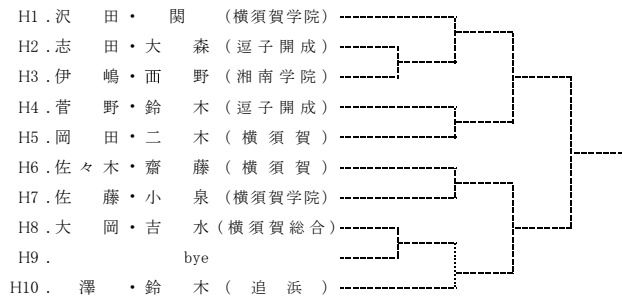 H1．沢田・関（横須賀学院）
H2．志田・大森（逗子開成）
H3．伊嶋・西野（湘南学院）
H4．菅野・鈴木（逗子開成）
H5．岡田・二木（横須賀）
H6．佐々木・齋藤（横須賀）
H7．佐藤・小泉（横須賀学院）
H8．大岡・吉水（横須賀総合）
H9．bye
H10．澤・鈴木（追浜）